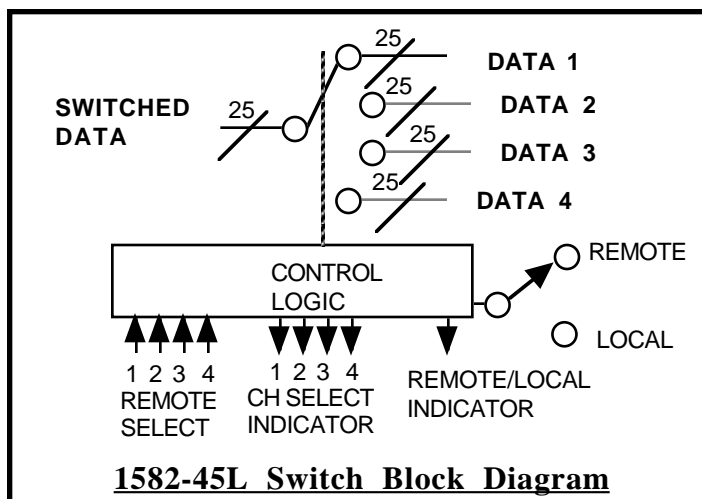 25
DATA 1
SWITCHED
DATA
25
25
DATA 2
25
DATA 3
25
DATA 4
CONTROL
LOGIC
REMOTE
LOCAL
1 2 3 4
REMOTE
SELECT
1 2 3 4
CH SELECT
INDICATOR
REMOTE/LOCAL
INDICATOR
1582-45L Switch Block Diagram